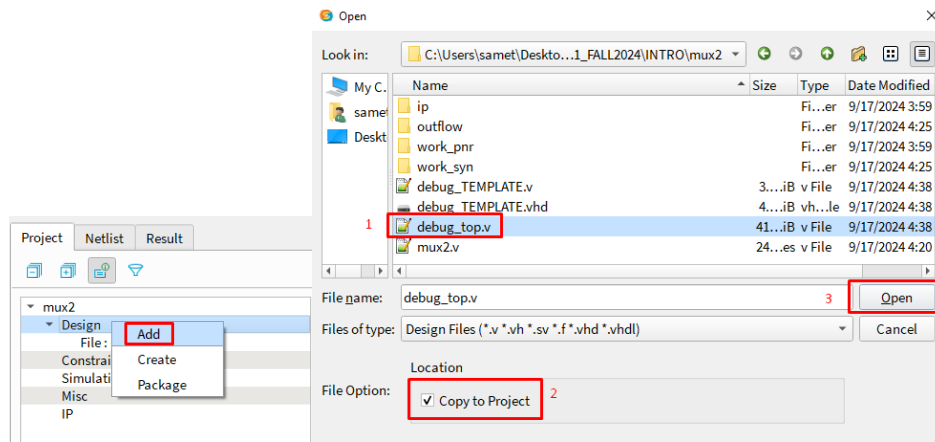 Project Netlist Result
mux2
Design
File :
Constrai
Simulati
Misc
IP
Add
Create
Package
Open
Look in: C:\Users\samet\Deskto...1_FALL2024\INTRO\mux2
My C.
samet
Deskt
Name Size Type Date Modified
ip Fi...er 9/17/2024 3:59
outflow Fi...er 9/17/2024 4:25
work_pnr Fi...er 9/17/2024 3:59
work_syn Fi...er 9/17/2024 4:25
debug_TEMPLATE.v 3....iB v File 9/17/2024 4:38
debug_TEMPLATE.vhd 4....iB vh...le 9/17/2024 4:38
1 debug_top.v 41...iB v File 9/17/2024 4:38
mux2.v 24...es v File 9/17/2024 4:20
File name: debug_top.v 3 Open
Files of type: Design Files (*.v *.vh *.sv *.f *.vhd *.vhdl) Cancel
Location
File Option: Copy to Project 2